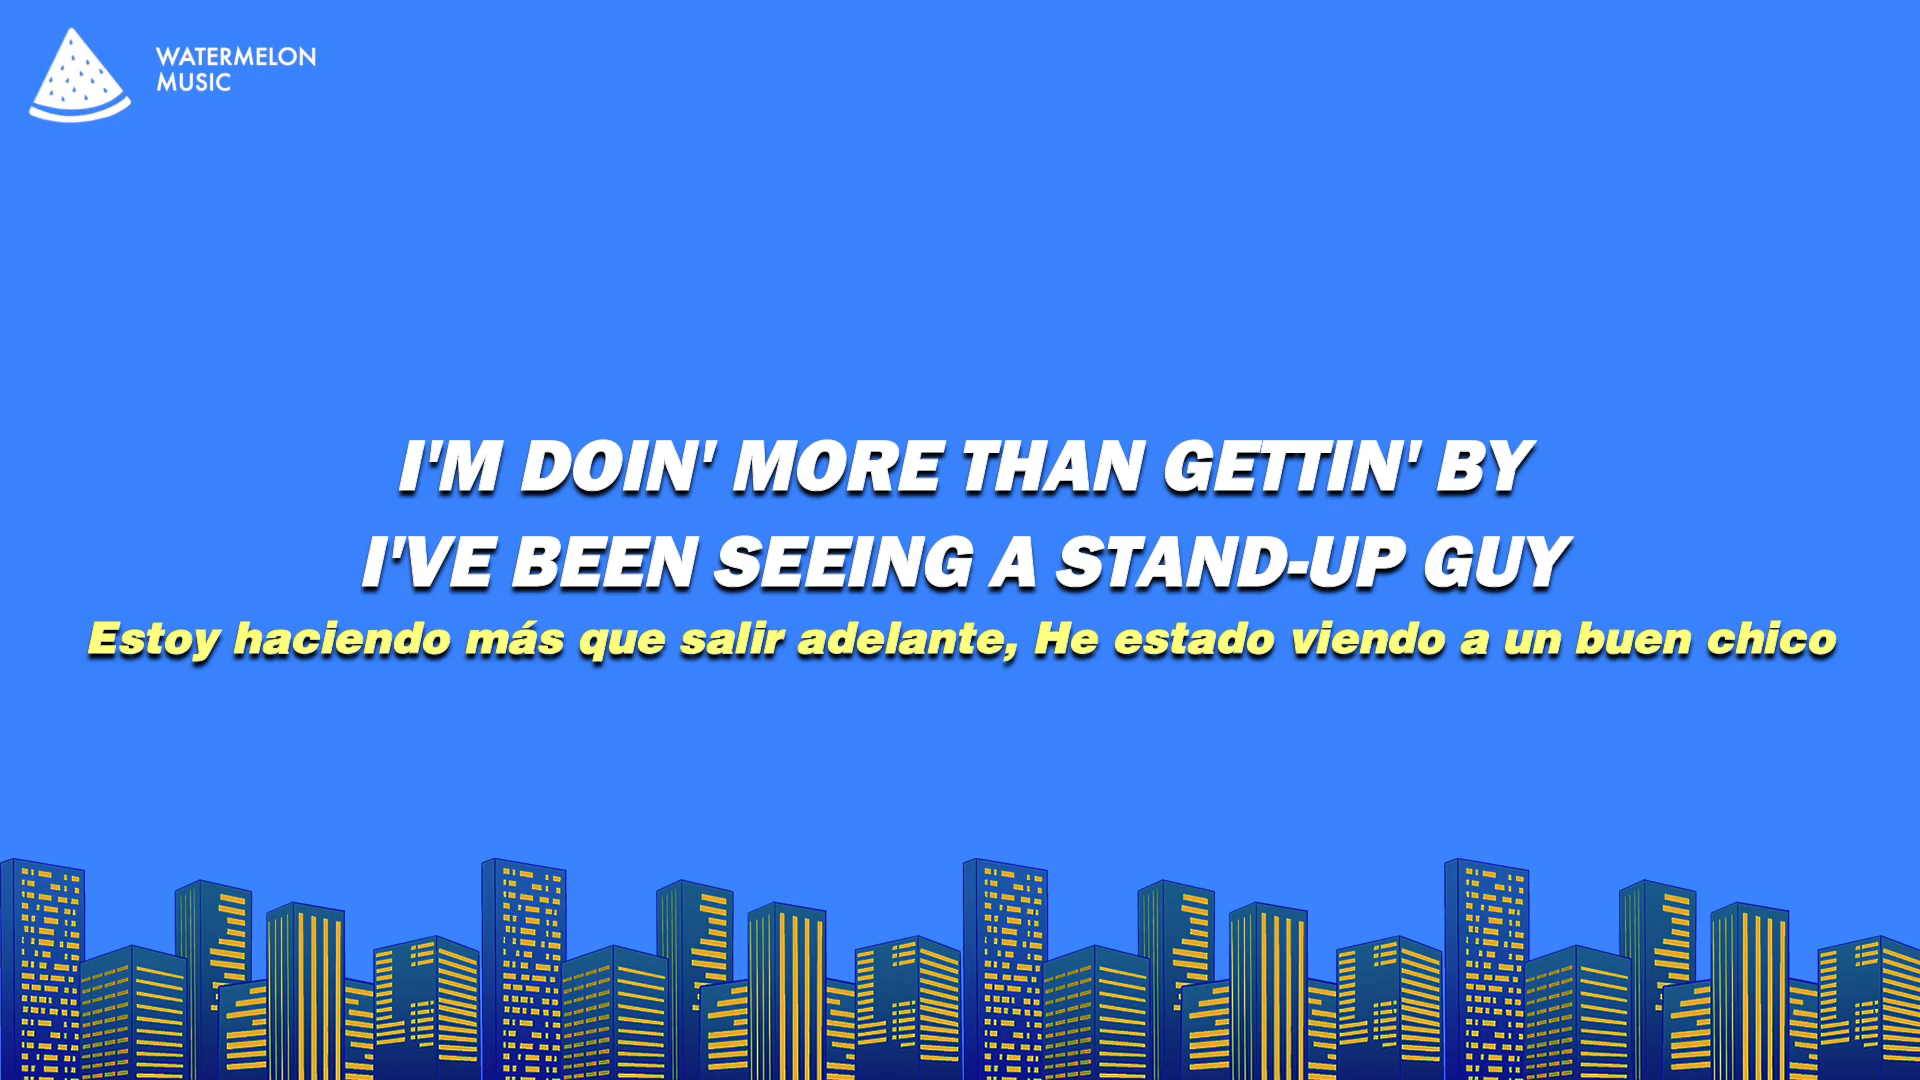 WATERMELON
MUSIC
I'M DOIN' MORE THAN GETTIN' BY
I'VE BEEN SEEING A STAND-UP GUY
Estoy haciendo más que salir adelante, He estado viendo a un buen chico